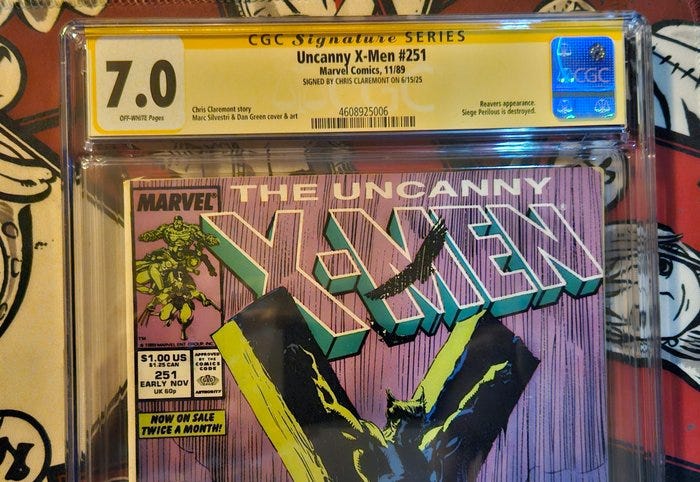 CGC Signature SERIES
7.0
OFF-WHITE Pages
Uncanny X-Men #251
Marvel Comics, 11/89
SIGNED BY CHRIS CLAREMONT ON 6/15/25
Chris Claremont story
Marc Silvestri & Dan Green cover & art
4608925006
Reavers appearance.
Siege Perilous is destroyed.
CGC
MARVEL
THE UNCANNY
X-MEN
TM
$1.00 US
$1.25 CAN
251
EARLY NOV
UK 60p
APPROVED
BY THE
COMICS
CODE
AUTHORITY
NOW ON SALE
TWICE A MONTH!